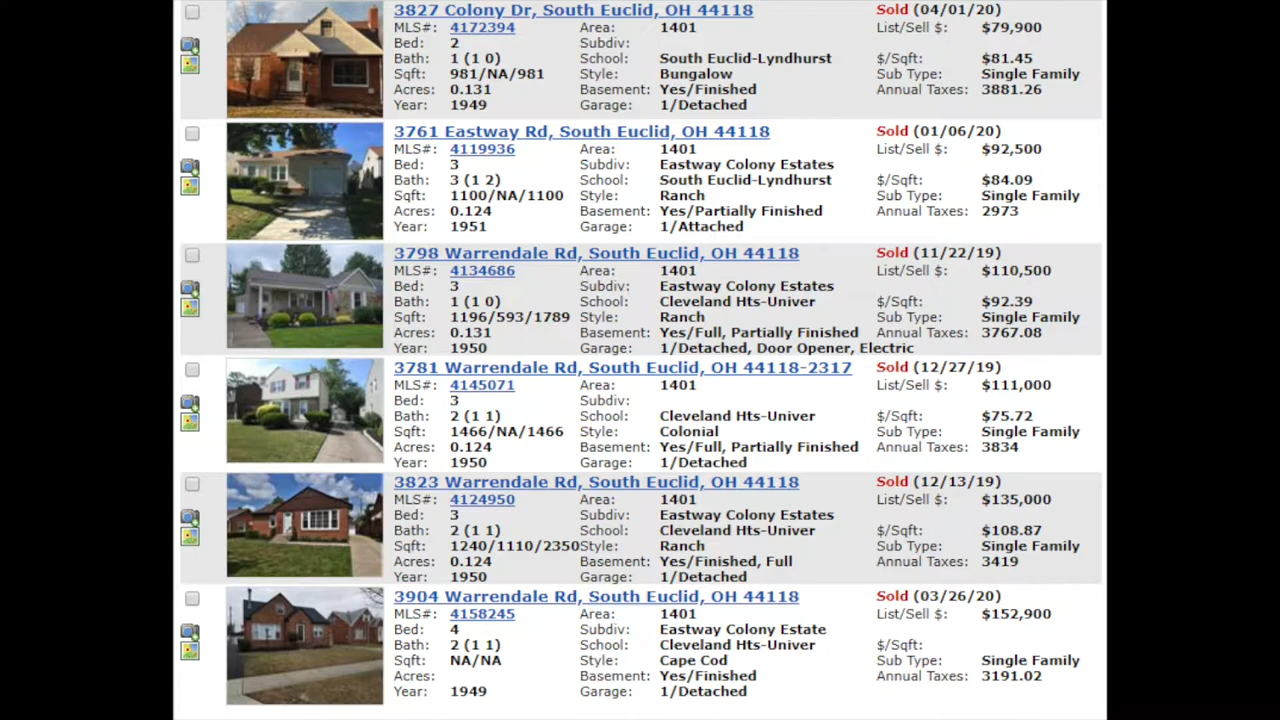 3827 Colony Dr, South Euclid, OH 44118 Sold (04/01/20)
MLS#: 4172394 Area: 1401 List/Sell $: $79,900
Bed: 2 Subdiv:
Bath: 1 (1 0) School: South Euclid-Lyndhurst $/Sqft: $81.45
Sqft: 981/NA/981 Style: Bungalow Sub Type: Single Family
Acres: 0.131 Basement: Yes/Finished Annual Taxes: 3881.26
Year: 1949 Garage: 1/Detached
3761 Eastway Rd, South Euclid, OH 44118 Sold (01/06/20)
MLS#: 4119936 Area: 1401 List/Sell $: $92,500
Bed: 3 Subdiv: Eastway Colony Estates
Bath: 3 (1 2) School: South Euclid-Lyndhurst $/Sqft: $84.09
Sqft: 1100/NA/1100 Style: Ranch Sub Type: Single Family
Acres: 0.124 Basement: Yes/Partially Finished Annual Taxes: 2973
Year: 1951 Garage: 1/Attached
3798 Warrendale Rd, South Euclid, OH 44118 Sold (11/22/19)
MLS#: 4134686 Area: 1401 List/Sell $: $110,500
Bed: 3 Subdiv: Eastway Colony Estates
Bath: 1 (1 0) School: Cleveland Hts-Univer $/Sqft: $92.39
Sqft: 1196/593/1789 Style: Ranch Sub Type: Single Family
Acres: 0.131 Basement: Yes/Full, Partially Finished Annual Taxes: 3767.08
Year: 1950 Garage: 1/Detached, Door Opener, Electric
3781 Warrendale Rd, South Euclid, OH 44118-2317 Sold (12/27/19)
MLS#: 4145071 Area: 1401 List/Sell $: $111,000
Bed: 3 Subdiv:
Bath: 2 (1 1) School: Cleveland Hts-Univer $/Sqft: $75.72
Sqft: 1466/NA/1466 Style: Colonial Sub Type: Single Family
Acres: 0.124 Basement: Yes/Full, Partially Finished Annual Taxes: 3834
Year: 1950 Garage: 1/Detached
3823 Warrendale Rd, South Euclid, OH 44118 Sold (12/13/19)
MLS#: 4124950 Area: 1401 List/Sell $: $135,000
Bed: 3 Subdiv: Eastway Colony Estates
Bath: 2 (1 1) School: Cleveland Hts-Univer $/Sqft: $108.87
Sqft: 1240/1110/2350 Style: Ranch Sub Type: Single Family
Acres: 0.124 Basement: Yes/Finished, Full Annual Taxes: 3419
Year: 1950 Garage: 1/Detached
3904 Warrendale Rd, South Euclid, OH 44118 Sold (03/26/20)
MLS#: 4158245 Area: 1401 List/Sell $: $152,900
Bed: 4 Subdiv: Eastway Colony Estate
Bath: 2 (1 1) School: Cleveland Hts-Univer $/Sqft:
Sqft: NA/NA Style: Cape Cod Sub Type: Single Family
Acres: Basement: Yes/Finished Annual Taxes: 3191.02
Year: 1949 Garage: 1/Detached